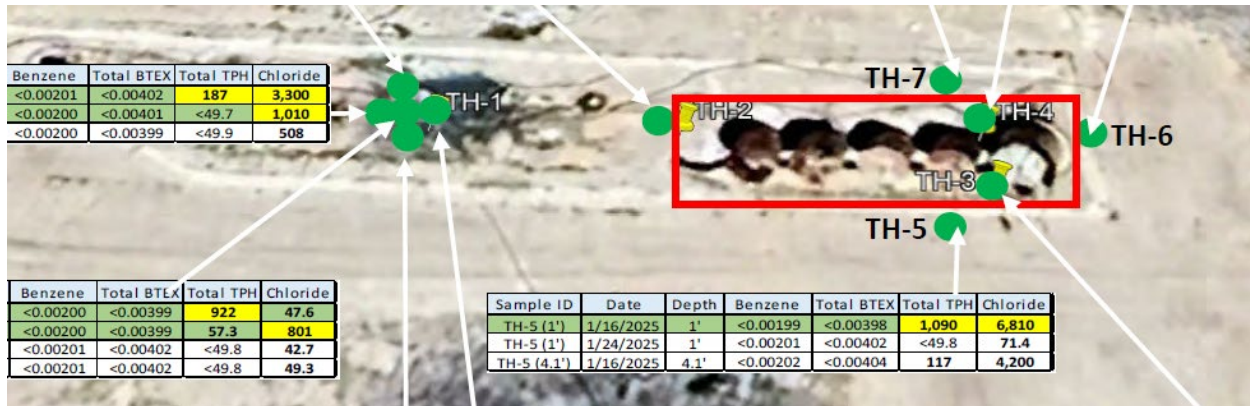 TH-7
Benzene Total BTEX Total TPH Chloride
<0.00201 <0.00402 187 3,300
<0.00200 <0.00401 <49.7 1,010
<0.00200 <0.00399 <49.9 508
TH-1
TH-2
TH-4
TH-6
TH-3
TH-5
Benzene Total BTEX Total TPH Chloride
<0.00200 <0.00399 922 47.6
<0.00200 <0.00399 57.3 801
<0.00201 <0.00402 <49.8 42.7
<0.00201 <0.00402 <49.8 49.3
Sample ID Date Depth Benzene Total BTEX Total TPH Chloride
TH-5 (1') 1/16/2025 1' <0.00199 <0.00398 1,090 6,810
TH-5 (1') 1/24/2025 1' <0.00201 <0.00402 <49.8 71.4
TH-5 (4.1') 1/16/2025 4.1' <0.00202 <0.00404 117 4,200